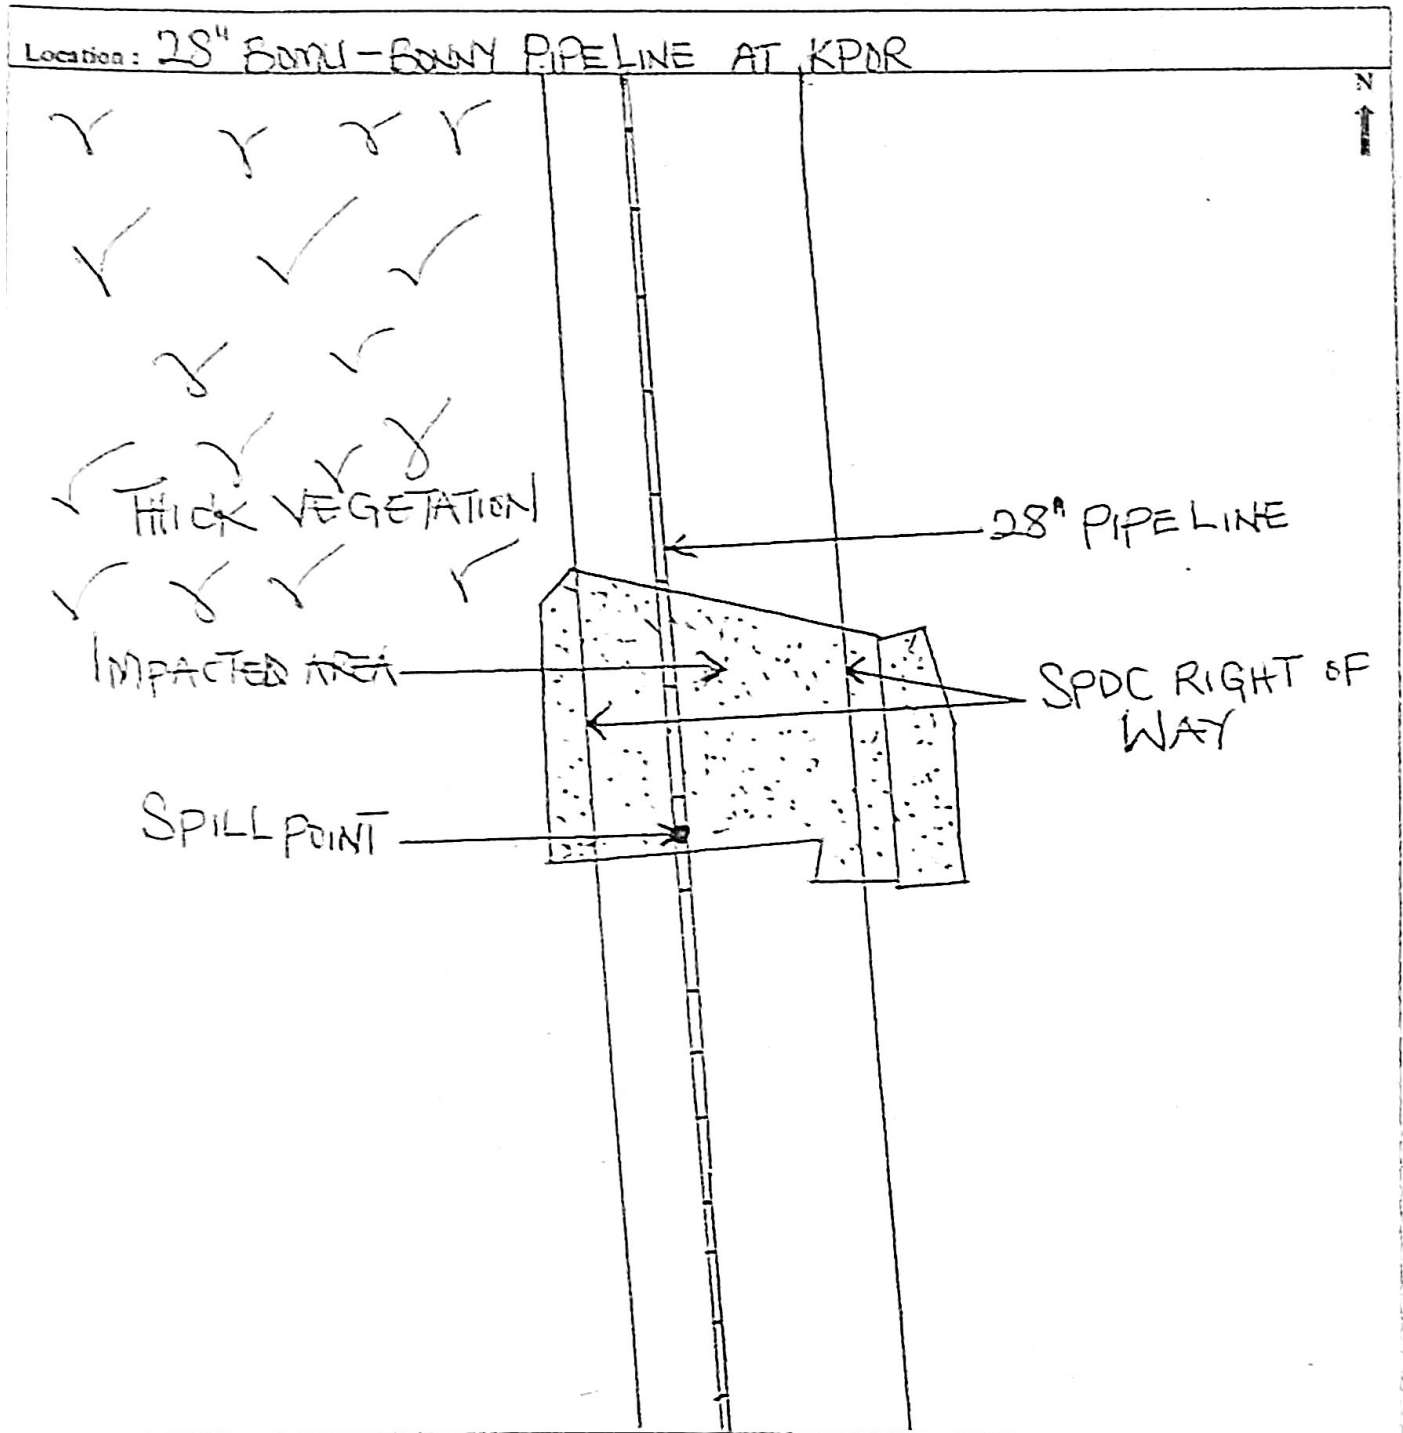 Location: 28" BOMU-BONNY PIPELINE AT KPOR
N
THICK VEGETATION
28" PIPELINE
IMPACTED AREA
SPDC RIGHT OF
WAY
SPILL POINT